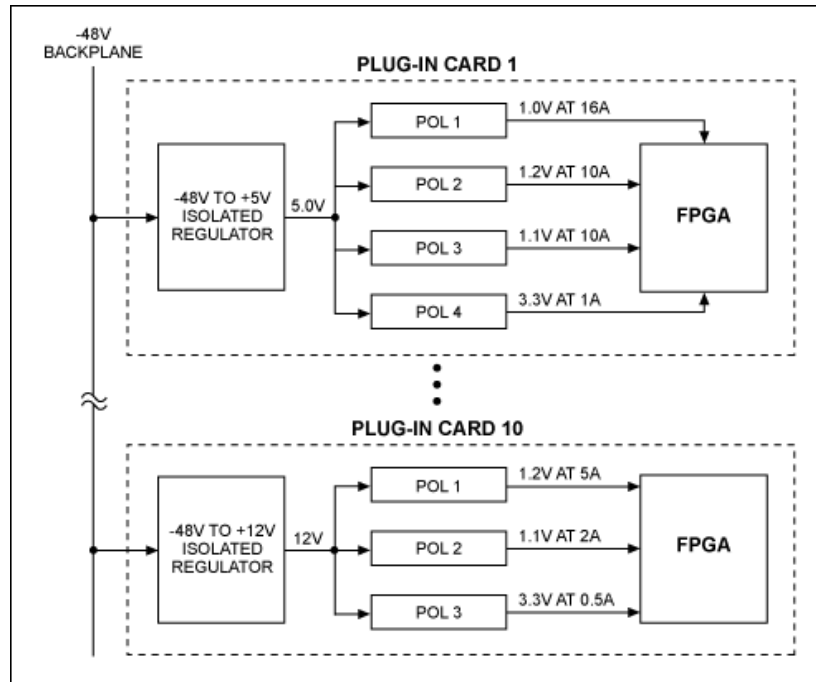 -48V
BACKPLANE
PLUG-IN CARD 1
-48V TO +5V
ISOLATED
REGULATOR
5.0V
POL 1
1.0V AT 16A
POL 2
1.2V AT 10A
POL 3
1.1V AT 10A
POL 4
3.3V AT 1A
FPGA
PLUG-IN CARD 10
-48V TO +12V
ISOLATED
REGULATOR
12V
POL 1
1.2V AT 5A
POL 2
1.1V AT 2A
POL 3
3.3V AT 0.5A
FPGA